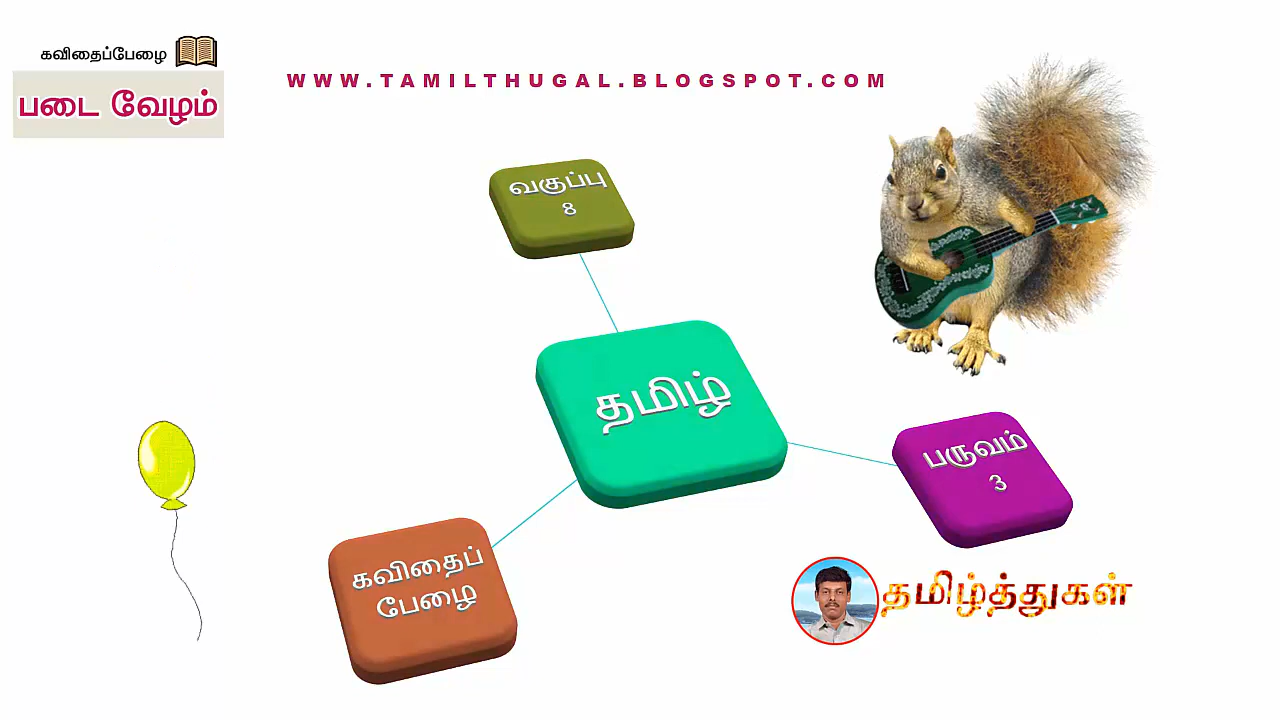 கவிதைப்பேழை
படை வேழம்
WWW.TAMILTHUGAL.BLOGSPOT.COM
வகுப்பு
8
தமிழ்
பருவம்
3
கவிதைப்
பேழை
தமிழ்த்துகள்